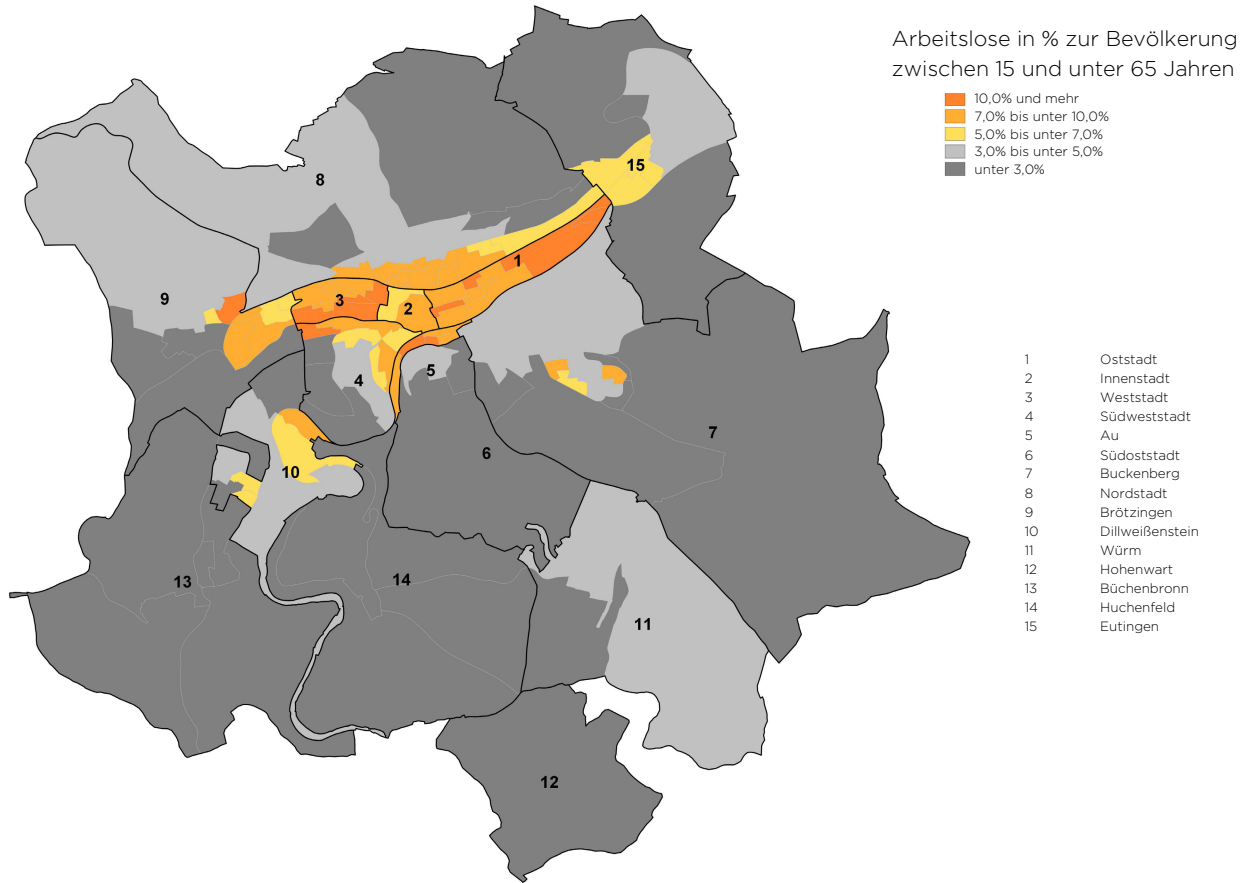 Arbeitslose in % zur Bevölkerung
zwischen 15 und unter 65 Jahren
10,0% und mehr
7,0% bis unter 10,0%
5,0% bis unter 7,0%
3,0% bis unter 5,0%
unter 3,0%
8
15
1
9
3
2
4
5
7
6
10
13
14
11
12
1 Oststadt
2 Innenstadt
3 Weststadt
4 Südweststadt
5 Au
6 Südoststadt
7 Buckenberg
8 Nordstadt
9 Brötzingen
10 Dillweißenstein
11 Würm
12 Hohenwart
13 Büchenbronn
14 Huchenfeld
15 Eutingen